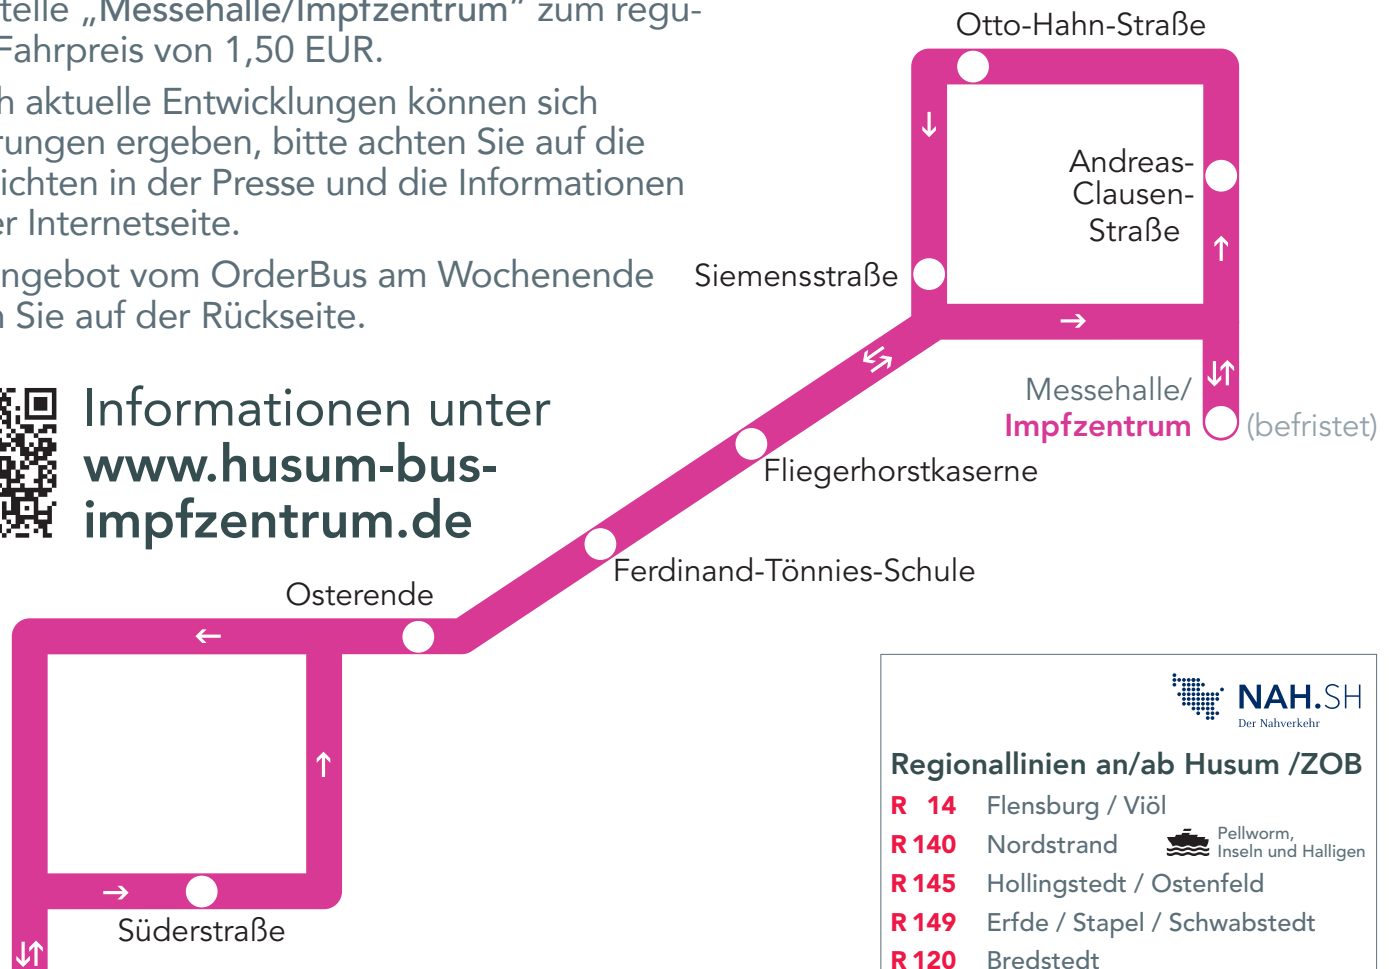 telle „Messehalle/Impfzentrum“ zum regu-
Fahrpreis von 1,50 EUR.
h aktuelle Entwicklungen können sich
rungen ergeben, bitte achten Sie auf die
ichten in der Presse und die Informationen
er Internetseite.
ngebot vom OrderBus am Wochenende
n Sie auf der Rückseite.
Informationen unter
www.husum-bus-
impfzentrum.de
Otto-Hahn-Straße
Andreas-
Clausen-
Straße
Siemensstraße
Messehalle/
Impfzentrum (befristet)
Fliegerhorstkaserne
Ferdinand-Tönnies-Schule
Osterende
Süderstraße
NAH.SH
Der Nahverkehr
Regionallinien an/ab Husum /ZOB
R 14 Flensburg / Viöl
R 140 Nordstrand
Pellworm,
Inseln und Halligen
R 145 Hollingstedt / Ostenfeld
R 149 Erfde / Stapel / Schwabstedt
R 120 Bredstedt